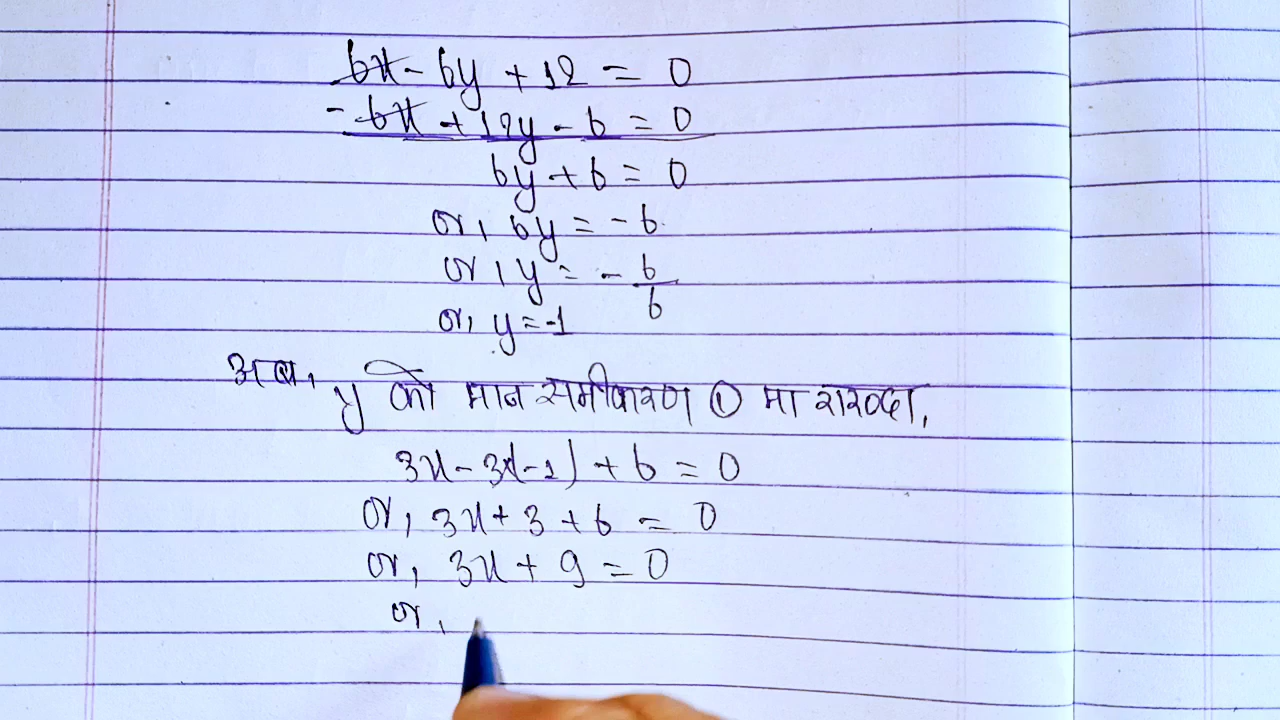 6x - 6y + 12 = 0
- 6x + 12y - 6 = 0
6y + 6 = 0
or, 6y = - 6
or, y = - 6/6
or, y = -1
अब, y को मान समीकरण ① मा राख्दा,
3x - 3(-1) + 6 = 0
or, 3x + 3 + 6 = 0
or, 3x + 9 = 0
or,